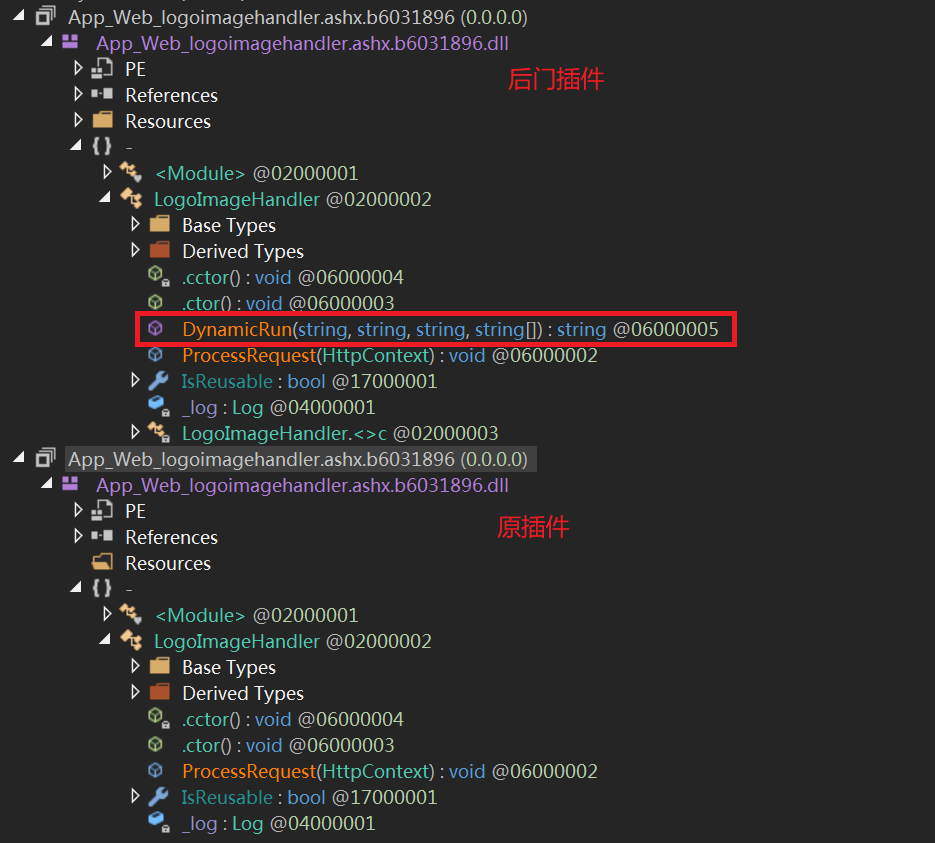 App_Web_logoimagehandler.ashx.b6031896 (0.0.0.0)
App_Web_logoimagehandler.ashx.b6031896.dll
PE
后门插件
References
Resources
{ } -
<Module> @02000001
LogoImageHandler @02000002
Base Types
Derived Types
.cctor() : void @06000004
.ctor() : void @06000003
DynamicRun(string, string, string, string[]) : string @06000005
ProcessRequest(HttpContext) : void @06000002
IsReusable : bool @17000001
_log : Log @04000001
LogoImageHandler.<>c @02000003
App_Web_logoimagehandler.ashx.b6031896 (0.0.0.0)
App_Web_logoimagehandler.ashx.b6031896.dll
PE
原插件
References
Resources
{ } -
<Module> @02000001
LogoImageHandler @02000002
Base Types
Derived Types
.cctor() : void @06000004
.ctor() : void @06000003
ProcessRequest(HttpContext) : void @06000002
IsReusable : bool @17000001
_log : Log @04000001